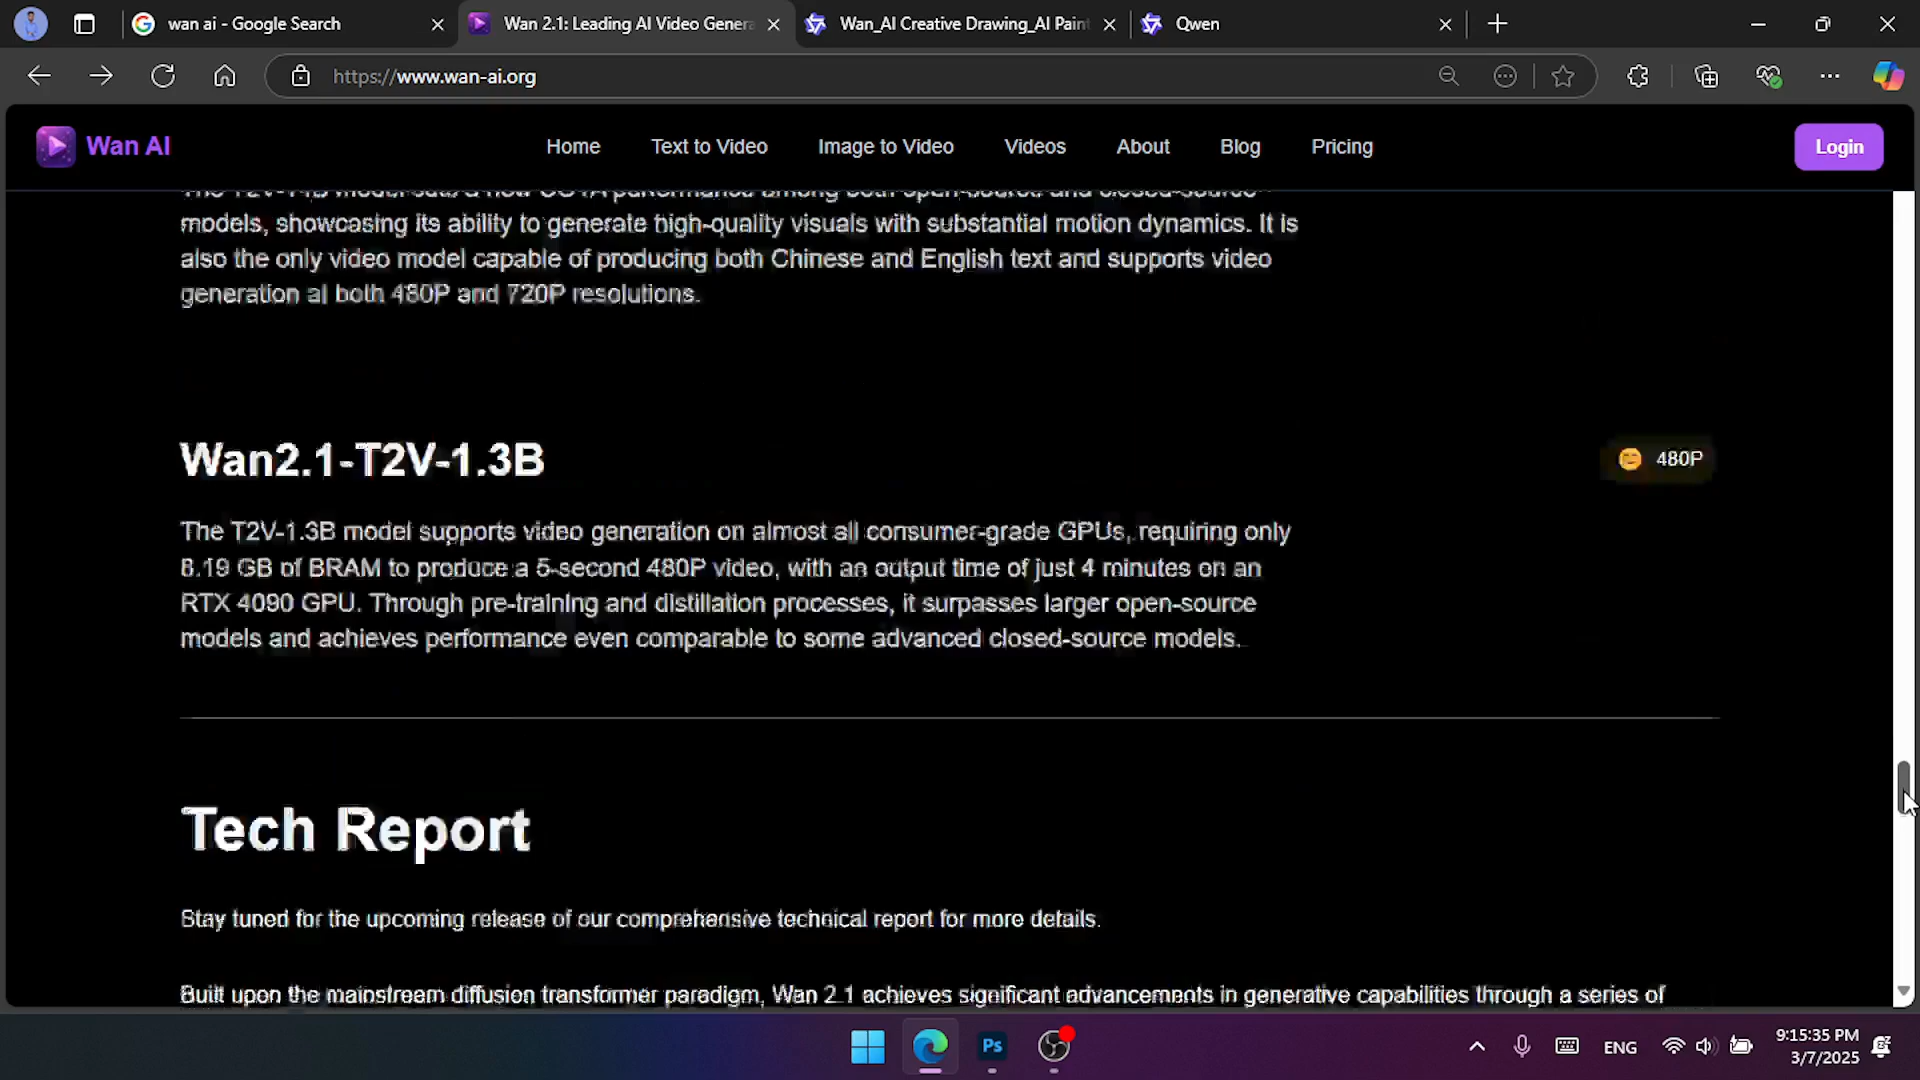 wan ai - Google Search
Wan 2.1: Leading AI Video Genera
Wan_AI Creative Drawing_AI Paint
Qwen
https://www.wan-ai.org
Wan AI
Home
Text to Video
Image to Video
Videos
About
Blog
Pricing
Login
models, showcasing its ability to generate high-quality visuals with substantial motion dynamics. It is
also the only video model capable of producing both Chinese and English text and supports video
generation al both 480P and 720P resolutions.
Wan2.1-T2V-1.3B
480P
The T2V-1.3B model supports video generation on almost all consumer-grade GPUs, requiring only
8.19 GB of BRAM to produce a 5-second 480P video, with an output time of just 4 minutes on an
RTX 4090 GPU. Through pre-training and distillation processes, it surpasses larger open-source
models and achieves performance even comparable to some advanced closed-source models.
Tech Report
Stay tuned for the upcoming release of our comprehensive technical report for more details.
Built upon the mainstream diffusion transformer paradigm, Wan 2.1 achieves significant advancements in generative capabilities through a series of
Ps
ENG
9:15:35 PM
3/7/2025